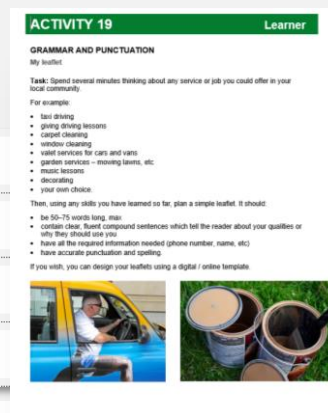 ACTIVITY 19 Learner
GRAMMAR AND PUNCTUATION
My leaflet
Task: Spend several minutes thinking about any service or job you could offer in your
local community.
For example:
• taxi driving
• giving driving lessons
• carpet cleaning
• window cleaning
• valet services for cars and vans
• garden services – mowing lawns, etc
• music lessons
• decorating
• your own choice.
Then, using any skills you have learned so far, plan a simple leaflet. It should:
• be 50–75 words long, max
• contain clear, fluent compound sentences which tell the reader about your qualities or
why they should use you
• have all the required information needed (phone number, name, etc)
• have accurate punctuation and spelling.
If you wish, you can design your leaflets using a digital / online template.